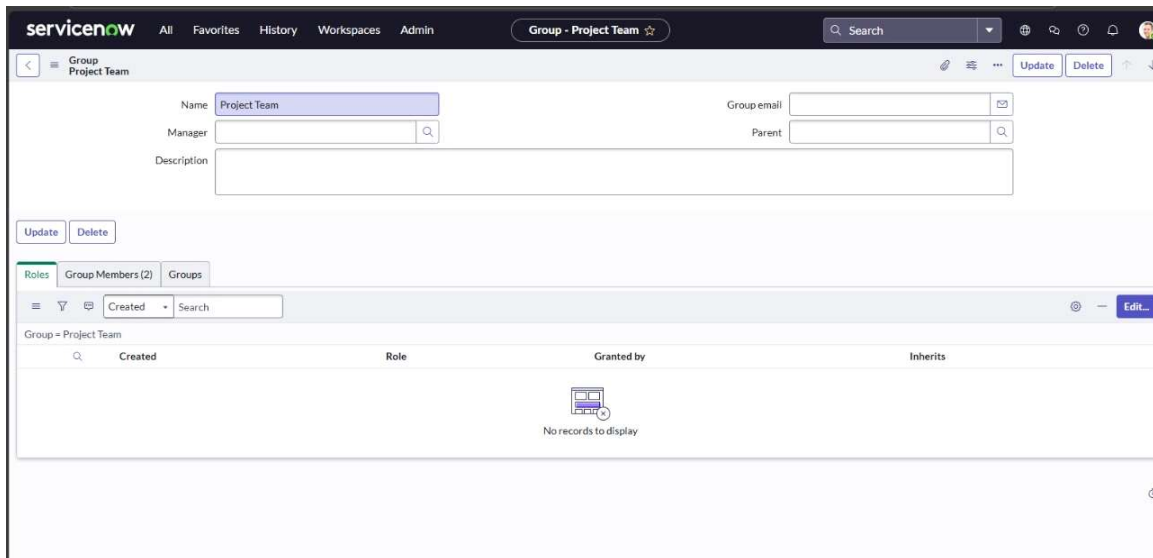 servicenow All Favorites History Workspaces Admin Group - Project Team Search
Group
Project Team
Update Delete
Name Project Team Group email
Manager Parent
Description
Update Delete
Roles Group Members (2) Groups
Created Search Edit...
Group = Project Team
Created Role Granted by Inherits
No records to display